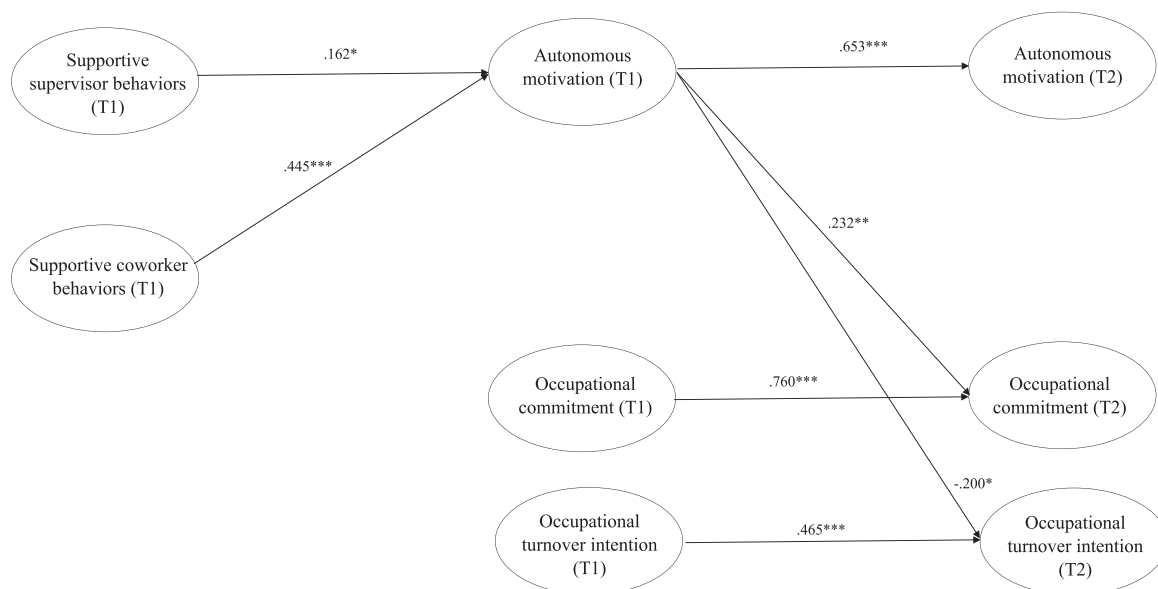 Supportive
supervisor behaviors
(T1)
.162*
Autonomous
motivation (T1)
.653***
Autonomous
motivation (T2)
.445***
.232**
Supportive coworker
behaviors (T1)
Occupational
commitment (T1)
.760***
Occupational
commitment (T2)
-.200*
Occupational
turnover intention
(T1)
.465***
Occupational
turnover intention
(T2)